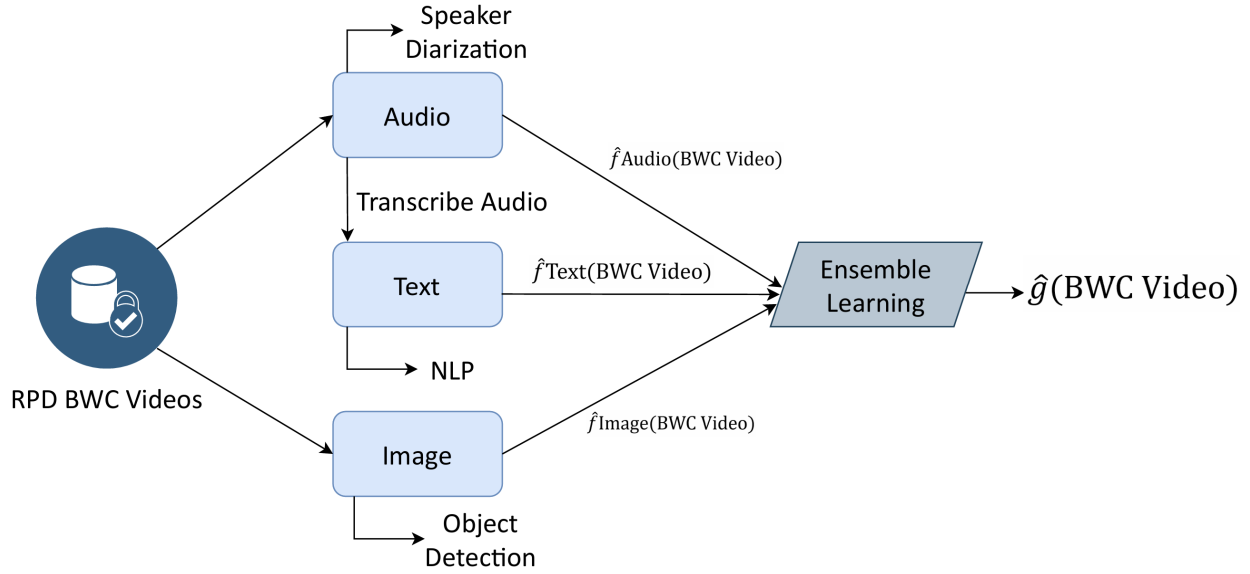 Speaker
Diarization
Audio
f̂Audio(BWC Video)
Transcribe Audio
Text
f̂Text(BWC Video)
Ensemble
Learning
ĝ(BWC Video)
NLP
RPD BWC Videos
f̂Image(BWC Video)
Image
Object
Detection